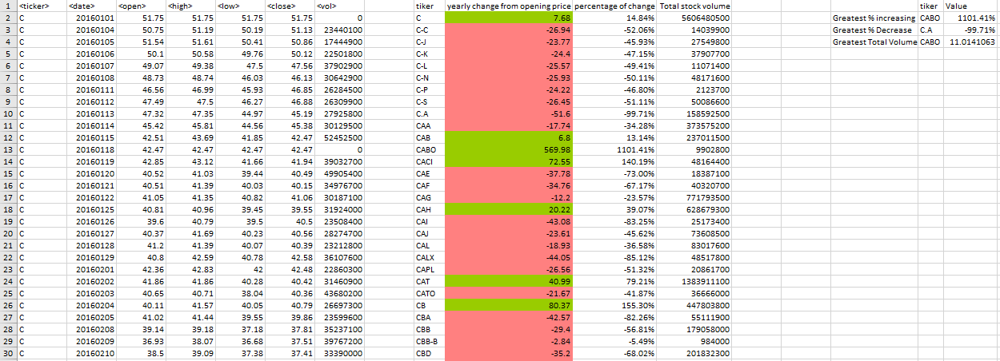 1 <ticker> <date> <open> <high> <low> <close> <vol> tiker yearly change from opening price percentage of change Total stock volume tiker Value
2 C 20160101 51.75 51.75 51.75 51.75 0 C 7.68 14.84% 5606480500 Greatest % increasing CABO 1101.41%
3 C 20160104 50.75 51.19 50.19 51.13 23440100 C-C -26.94 -52.06% 14039900 Greatest % Decrease C.A -99.71%
4 C 20160105 51.54 51.61 50.41 50.86 17444900 C-J -23.77 -45.93% 27549800 Greatest Total Volume CABO 11.0141063
5 C 20160106 50.1 50.58 49.76 50.12 22501800 C-K -24.4 -47.15% 37907700
6 C 20160107 49.07 49.38 47.5 47.56 37902900 C-L -25.57 -49.41% 11071400
7 C 20160108 48.73 48.74 46.03 46.13 30642900 C-N -25.93 -50.11% 48171600
8 C 20160111 46.56 46.99 45.93 46.85 26284500 C-P -24.22 -46.80% 2123700
9 C 20160112 47.49 47.5 46.27 46.88 26309900 C-S -26.45 -51.11% 50086600
10 C 20160113 47.32 47.35 44.97 45.19 27925800 C.A -51.6 -99.71% 158592500
11 C 20160114 45.42 45.81 44.56 45.38 30129500 CAA -17.74 -34.28% 373575200
12 C 20160115 42.51 43.69 41.85 42.47 52452500 CAB 6.8 13.14% 237011500
13 C 20160118 42.47 42.47 42.47 42.47 0 CABO 569.98 1101.41% 9902800
14 C 20160119 42.85 43.12 41.66 41.94 39032700 CACI 72.55 140.19% 48164400
15 C 20160120 40.52 41.03 39.44 40.49 49905400 CAE -37.78 -73.00% 18387100
16 C 20160121 40.51 41.39 40.03 40.15 34976700 CAF -34.76 -67.17% 40320700
17 C 20160122 41.05 41.35 40.82 41.06 30187100 CAG -12.2 -23.57% 771793500
18 C 20160125 40.81 40.96 39.45 39.55 31924000 CAH 20.22 39.07% 628679300
19 C 20160126 39.6 40.79 39.5 40.5 23508400 CAI -43.08 -83.25% 25173400
20 C 20160127 40.37 41.69 40.23 40.56 28274700 CAJ -23.61 -45.62% 73608500
21 C 20160128 41.2 41.39 40.07 40.39 23212800 CAL -18.93 -36.58% 83017600
22 C 20160129 40.8 42.59 40.78 42.58 36107600 CALX -44.05 -85.12% 48517800
23 C 20160201 42.36 42.83 42 42.48 22860300 CAPL -26.56 -51.32% 20861700
24 C 20160202 41.86 41.86 40.28 40.42 31460900 CAT 40.99 79.21% 1383911100
25 C 20160203 40.65 40.71 38.04 40.36 43680200 CATO -21.67 -41.87% 36666000
26 C 20160204 40.11 41.57 40.05 40.79 26697300 CB 80.37 155.30% 447803800
27 C 20160205 41.02 41.44 39.55 39.86 23599600 CBA -42.57 -82.26% 55111900
28 C 20160208 39.14 39.18 37.18 37.81 35237100 CBB -29.4 -56.81% 179058000
29 C 20160209 36.93 38.07 36.68 37.51 39767200 CBB-B -2.84 -5.49% 984000
30 C 20160210 38.5 39.09 37.38 37.41 33390000 CBD -35.2 -68.02% 201832300